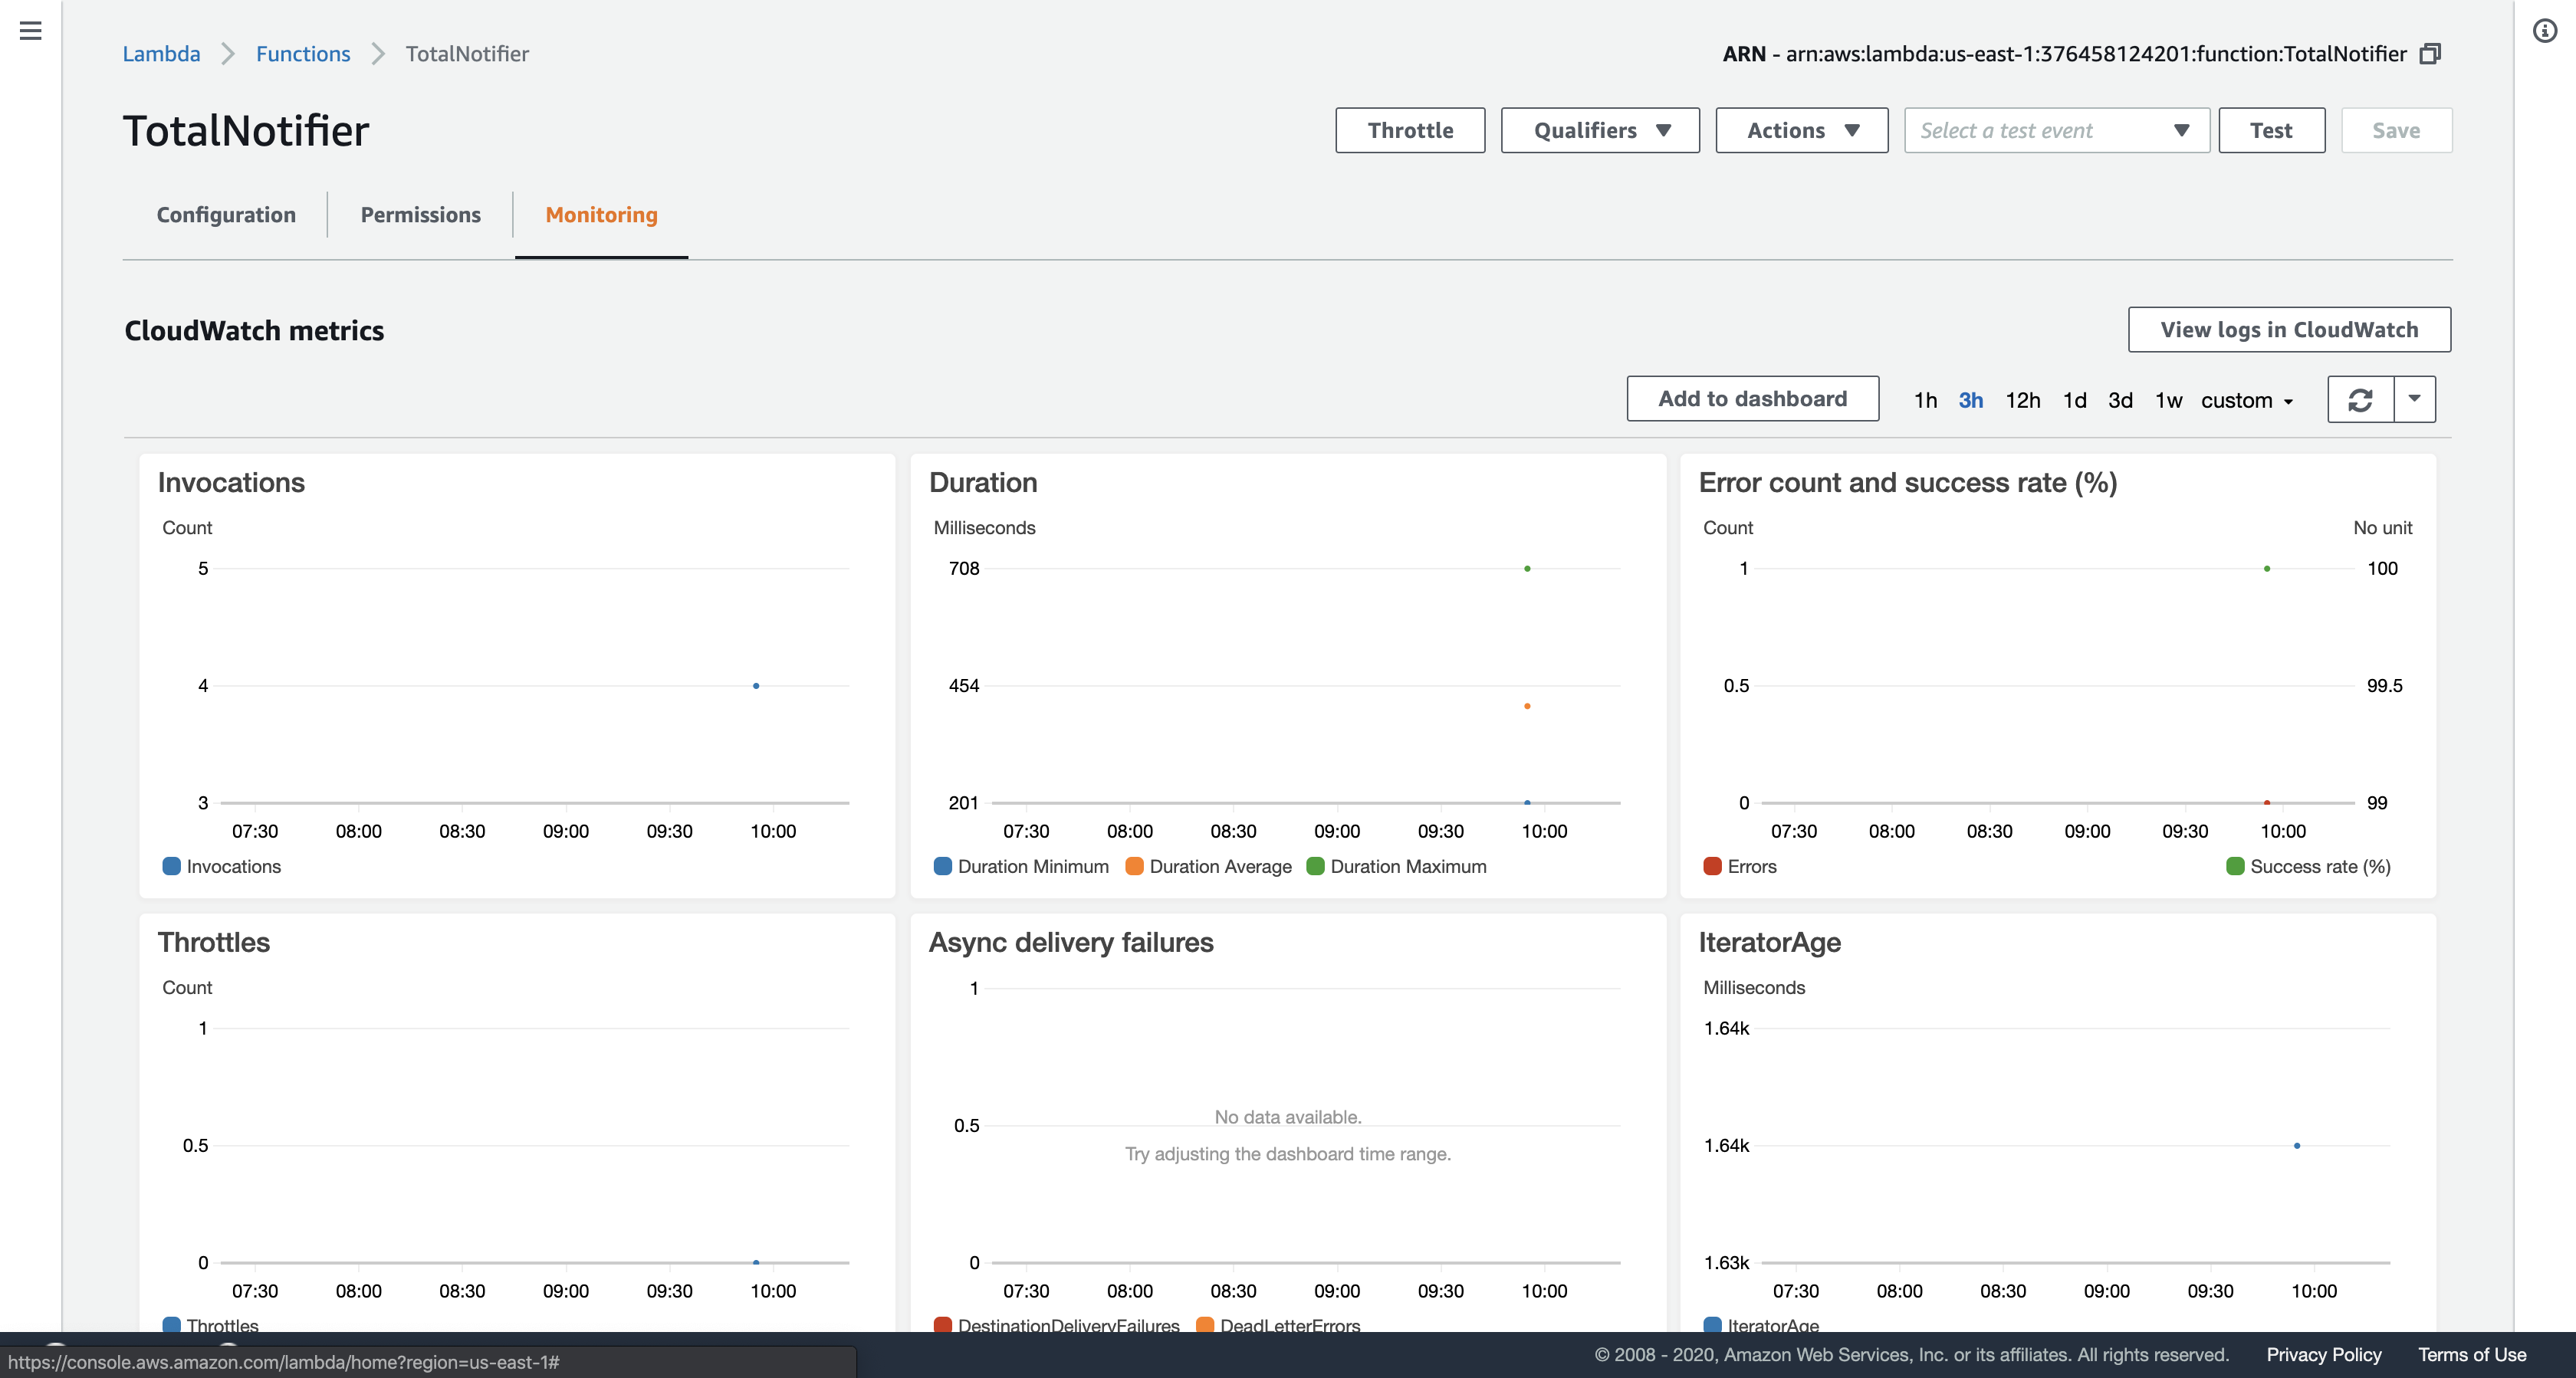 Lambda Functions TotalNotifier
ARN - arn:aws:lambda:us-east-1:376458124201:function:TotalNotifier
TotalNotifier
Throttle Qualifiers Actions Select a test event Test Save
Configuration Permissions Monitoring
CloudWatch metrics
View logs in CloudWatch
Add to dashboard 1h 3h 12h 1d 3d 1w custom
Invocations
Count
5
4
3
07:30 08:00 08:30 09:00 09:30 10:00
Invocations
Duration
Milliseconds
708
454
201
07:30 08:00 08:30 09:00 09:30 10:00
Duration Minimum Duration Average Duration Maximum
Error count and success rate (%)
Count No unit
1 100
0.5 99.5
0 99
07:30 08:00 08:30 09:00 09:30 10:00
Errors Success rate (%)
Throttles
Count
1
0.5
0
07:30 08:00 08:30 09:00 09:30 10:00
Throttles
Async delivery failures
1
0.5
0
No data available.
Try adjusting the dashboard time range.
07:30 08:00 08:30 09:00 09:30 10:00
DestinationDeliveryFailures DeadLetterErrors
IteratorAge
Milliseconds
1.64k
1.64k
1.63k
07:30 08:00 08:30 09:00 09:30 10:00
IteratorAge
https://console.aws.amazon.com/lambda/home?region=us-east-1#
© 2008 - 2020, Amazon Web Services, Inc. or its affiliates. All rights reserved. Privacy Policy Terms of Use